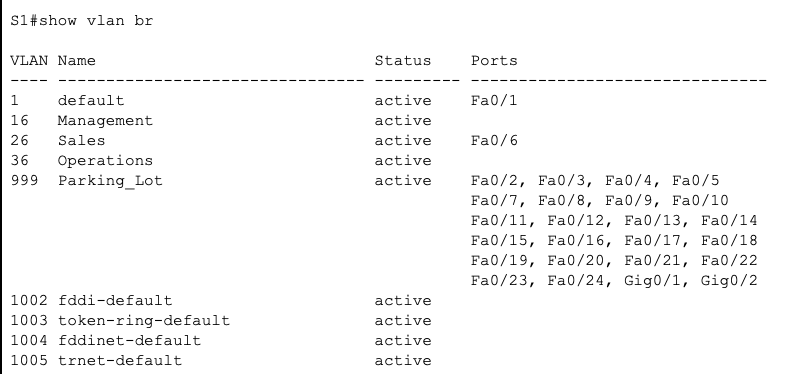 S1#show vlan br
VLAN Name                             Status    Ports
---- -------------------------------- --------- -------------------------------
1    default                          active    Fa0/1
16   Management                       active
26   Sales                            active    Fa0/6
36   Operations                       active
999  Parking_Lot                      active    Fa0/2, Fa0/3, Fa0/4, Fa0/5
                                                Fa0/7, Fa0/8, Fa0/9, Fa0/10
                                                Fa0/11, Fa0/12, Fa0/13, Fa0/14
                                                Fa0/15, Fa0/16, Fa0/17, Fa0/18
                                                Fa0/19, Fa0/20, Fa0/21, Fa0/22
                                                Fa0/23, Fa0/24, Gig0/1, Gig0/2
1002 fddi-default                     active
1003 token-ring-default               active
1004 fddinet-default                  active
1005 trnet-default                    active